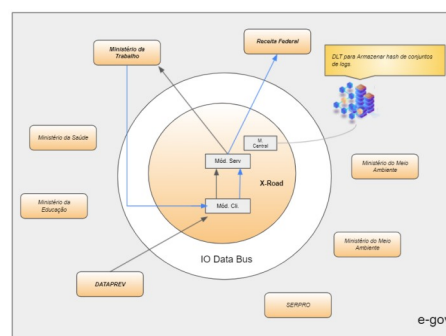 Ministério do
Trabalho
Receita Federal
DLT para Armazenar hash de conjuntos
de logs
Ministério da Saúde
M.
Central
Mód. Serv
X-Road
Ministério do Meio
Ambiente
Ministério da
Educação
Mód. Cli.
Ministério do Meio
Ambiente
IO Data Bus
DATAPREV
SERPRO
e-gov